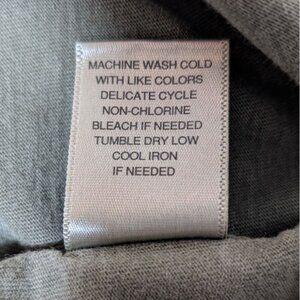 MACHINE WASH COLD
WITH LIKE COLORS
DELICATE CYCLE
NON-CHLORINE
BLEACH IF NEEDED
TUMBLE DRY LOW
COOL IRON
IF NEEDED